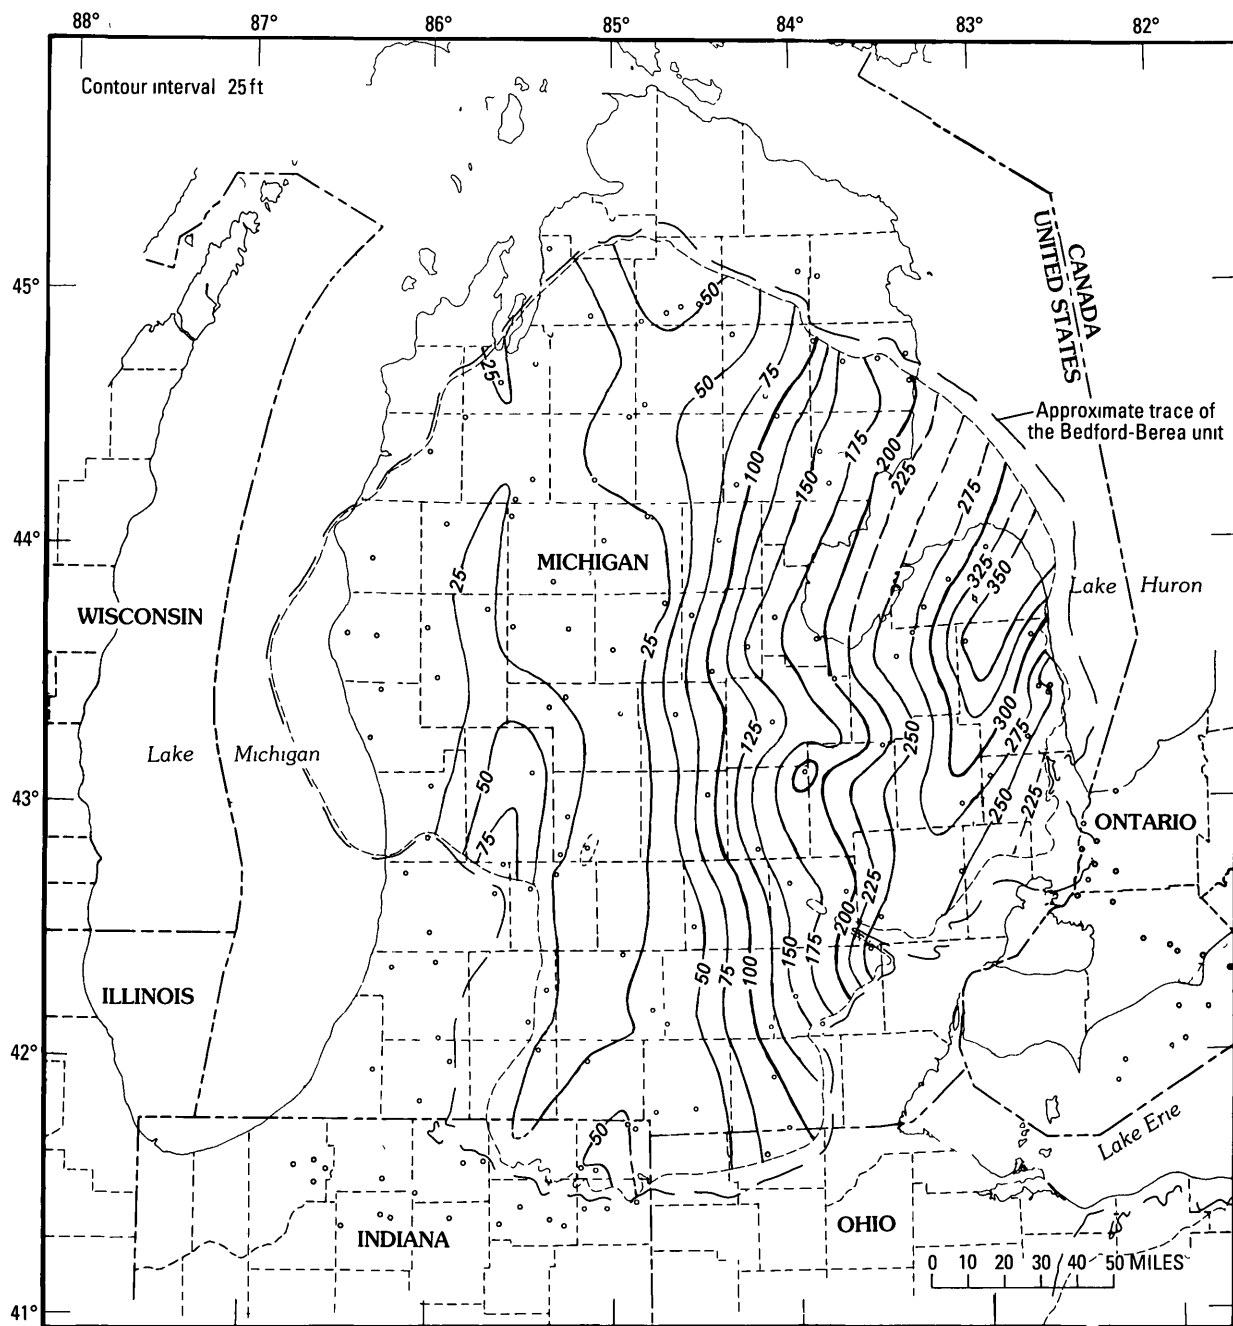 88° 87° 86° 85° 84° 83° 82°
Contour interval 25ft
CANADA
UNITED STATES
45°
50
25
50
75
Approximate trace of
the Bedford-Berea unit
100
150
175
200
225
275
44°
MICHIGAN
25
325
350
Lake Huron
WISCONSIN
25
Lake Michigan
125
250
300
275
50
43°
250
225
ONTARIO
75
225
200
175
150
100
75
50
ILLINOIS
42°
50
Lake Erie
INDIANA
OHIO
0 10 20 30 40 50 MILES
41°